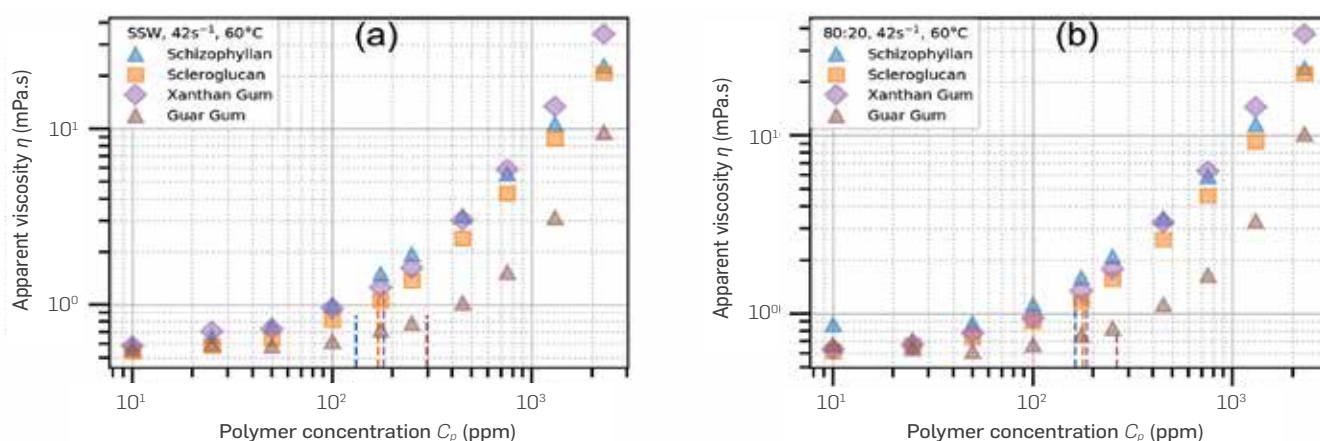 SSW, 42s⁻¹, 60°C
(a)
Schizophyllan
Scleroglucan
Xanthan Gum
Guar Gum
Apparent viscosity η (mPa.s)
10¹
10⁰
10¹
10²
10³
Polymer concentration Cₚ (ppm)
80:20, 42s⁻¹, 60°C
(b)
Schizophyllan
Scleroglucan
Xanthan Gum
Guar Gum
Apparent viscosity η (mPa.s)
10¹
10⁰
10¹
10²
10³
Polymer concentration Cₚ (ppm)